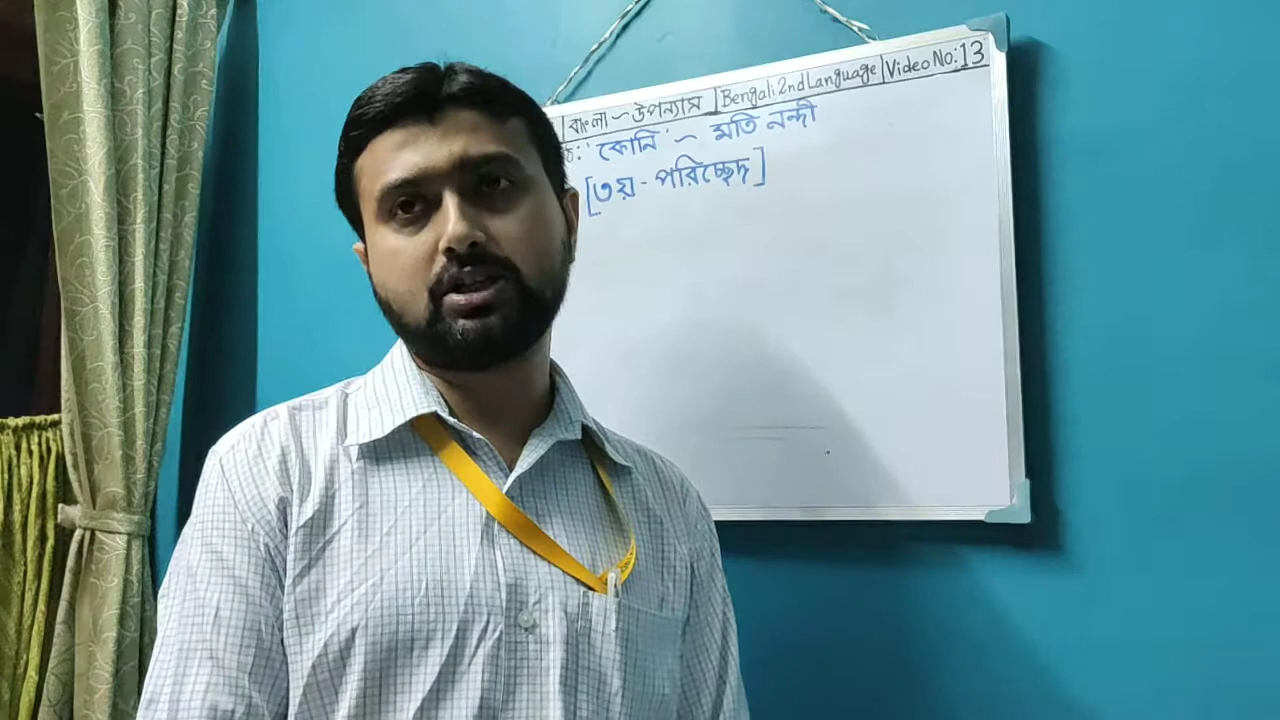 | বাংলা ~ উপন্যাস | Bengali 2nd Language | Video No: 13
: 'কোনি' ~ মতি নন্দী
[৩য় - পরিচ্ছেদ]